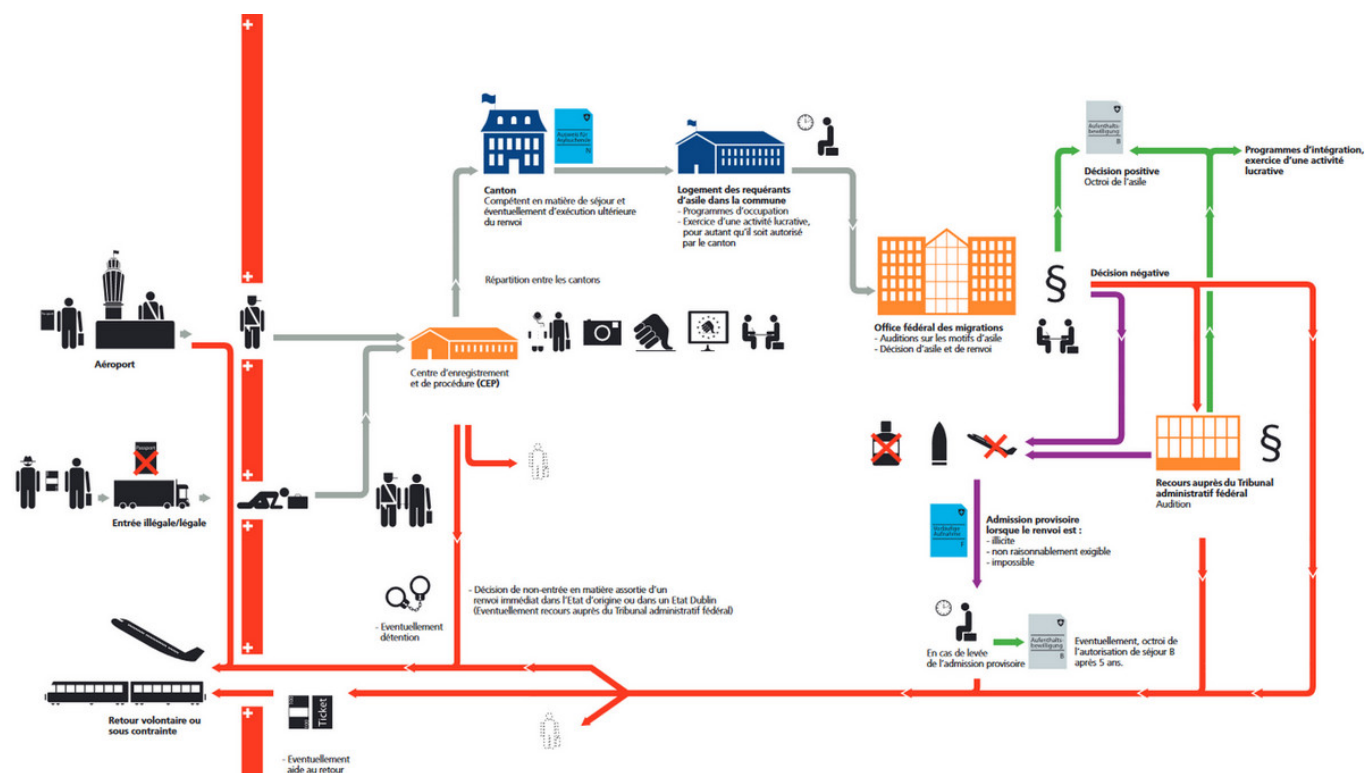 Canton
Compétent en matière de séjour et
éventuellement d'exécution ultérieure
du renvoi
Logement des requérants
d'asile dans la commune
- Programmes d'occupation
- Exercice d'une activité lucrative,
pour autant qu'il soit autorisé
par le canton
Aufenthalts-
bewilligung
B
Décision positive
Octroi de l'asile
Programmes d'intégration,
exercice d'une activité
lucrative
Répartition entre les cantons
Décision négative
§
Office fédéral des migrations
- Auditions sur les motifs d'asile
- Décision d'asile et de renvoi
Aéroport
Centre d'enregistrement
et de procédure (CEP)
§
Recours auprès du Tribunal
administratif fédéral
Audition
Entrée illégale/légale
Admission provisoire
lorsque le renvoi est :
- illicite
- non raisonnablement exigible
- impossible
- Eventuellement
détention
- Décision de non-entrée en matière assortie d'un
renvoi immédiat dans l'Etat d'origine ou dans un Etat Dublin
(Eventuellement recours auprès du Tribunal administratif fédéral)
En cas de levée
de l'admission provisoire
Aufenthalts-
bewilligung
B
Eventuellement, octroi de
l'autorisation de séjour B
après 5 ans.
Retour volontaire ou
sous contrainte
Ticket
- Eventuellement
aide au retour